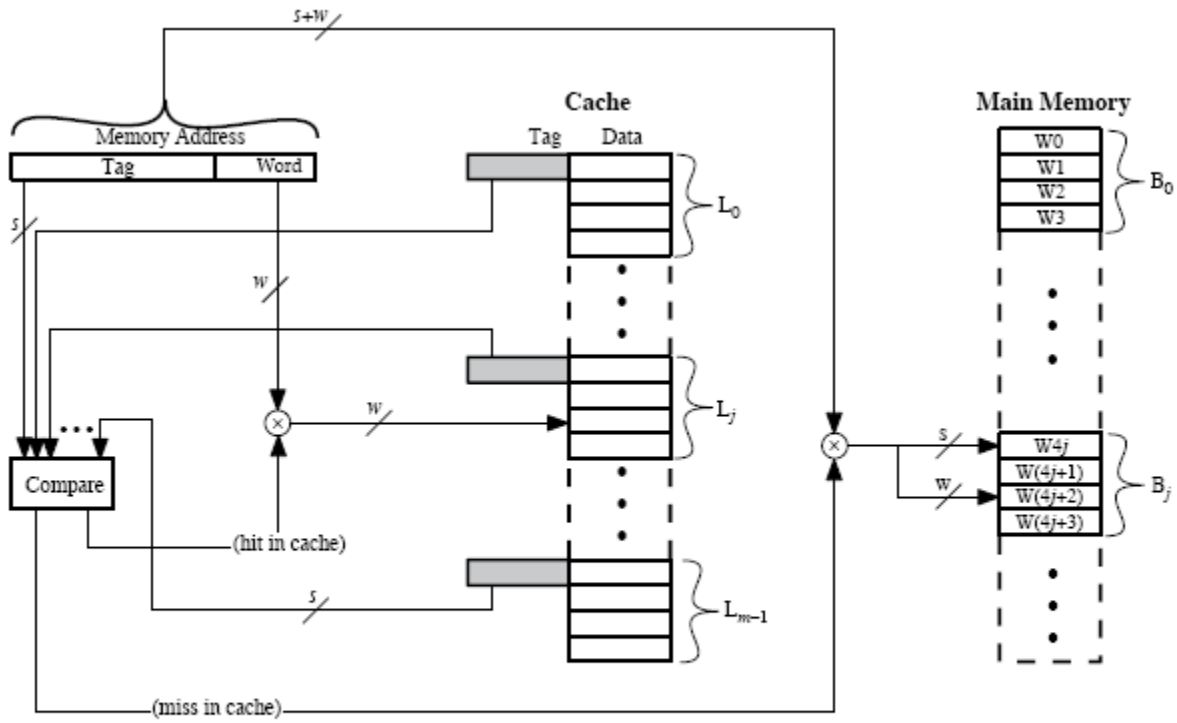 s+w
Cache
Main Memory
Memory Address
Tag Data
Tag Word
W0
W1
W2
W3
B0
L0
s
w
w
Lj
Compare
(hit in cache)
s
w
W4j
W(4j+1)
W(4j+2)
W(4j+3)
Bj
s
Lm–1
(miss in cache)